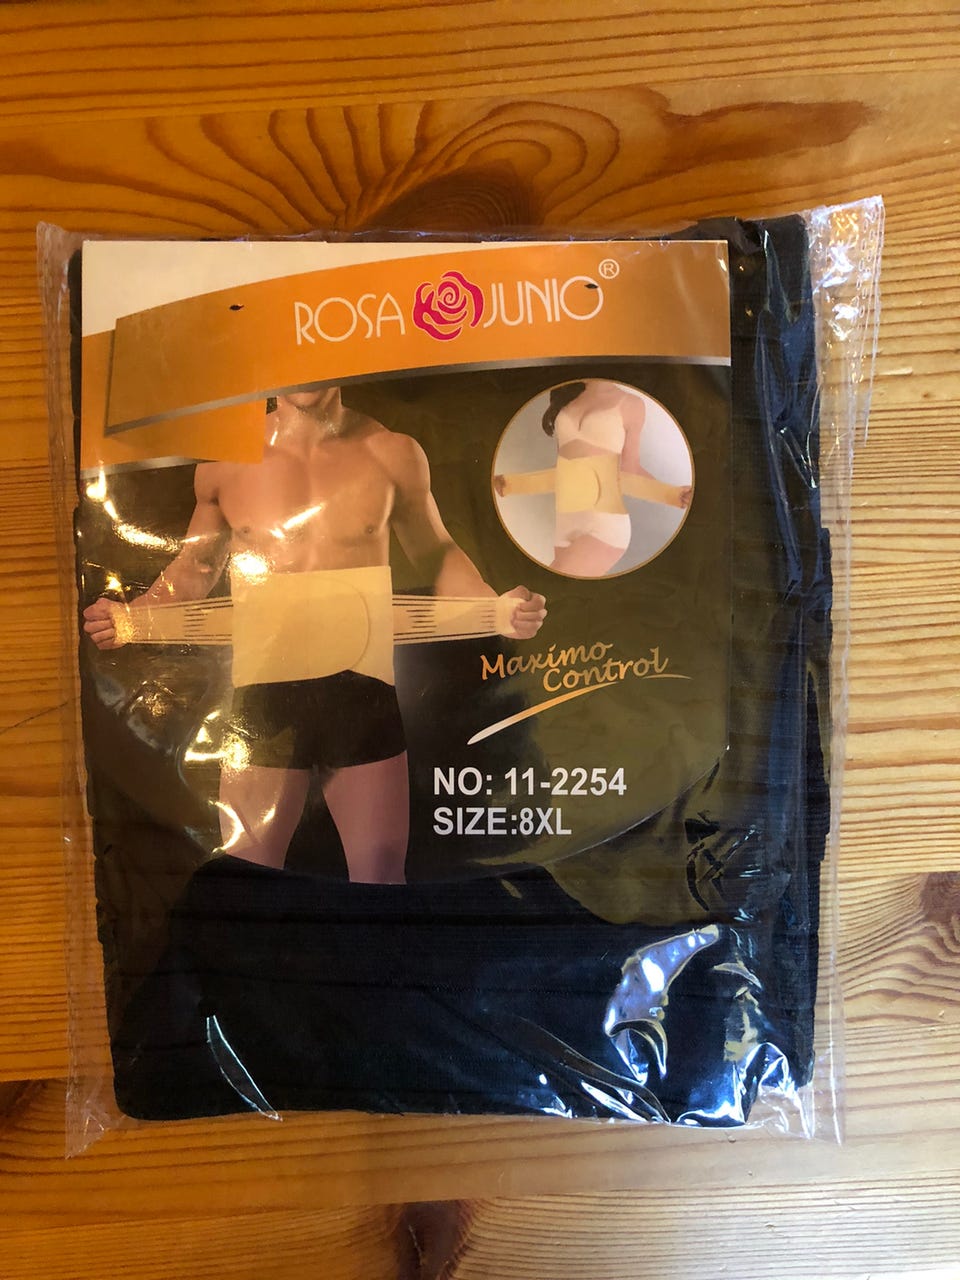 ROSA JUNIO®
Maximo
Control
NO: 11-2254
SIZE:8XL